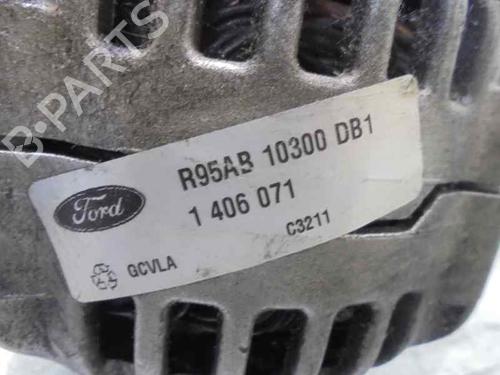 B-PARTS
R95AB 10300 DB1
Ford
1 406 071
C3211
GCVLA